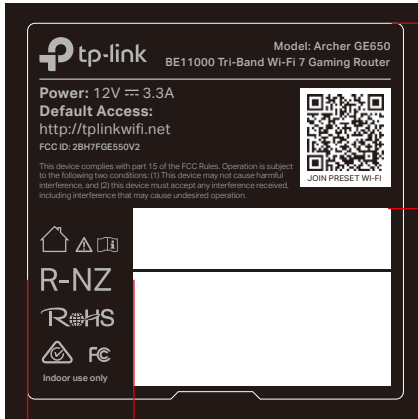 tp-link
Model: Archer GE650
BE11000 Tri-Band Wi-Fi 7 Gaming Router
Power: 12V ⎓ 3.3A
Default Access:
http://tplinkwifi.net
FCC ID: 2BH7FGE550V2
This device complies with part 15 of the FCC Rules. Operation is subject
to the following two conditions: (1) This device may not cause harmful
interference, and (2) this device must accept any interference received,
including interference that may cause undesired operation.
JOIN PRESET WI-FI
R-NZ
RoHS
FC
Indoor use only